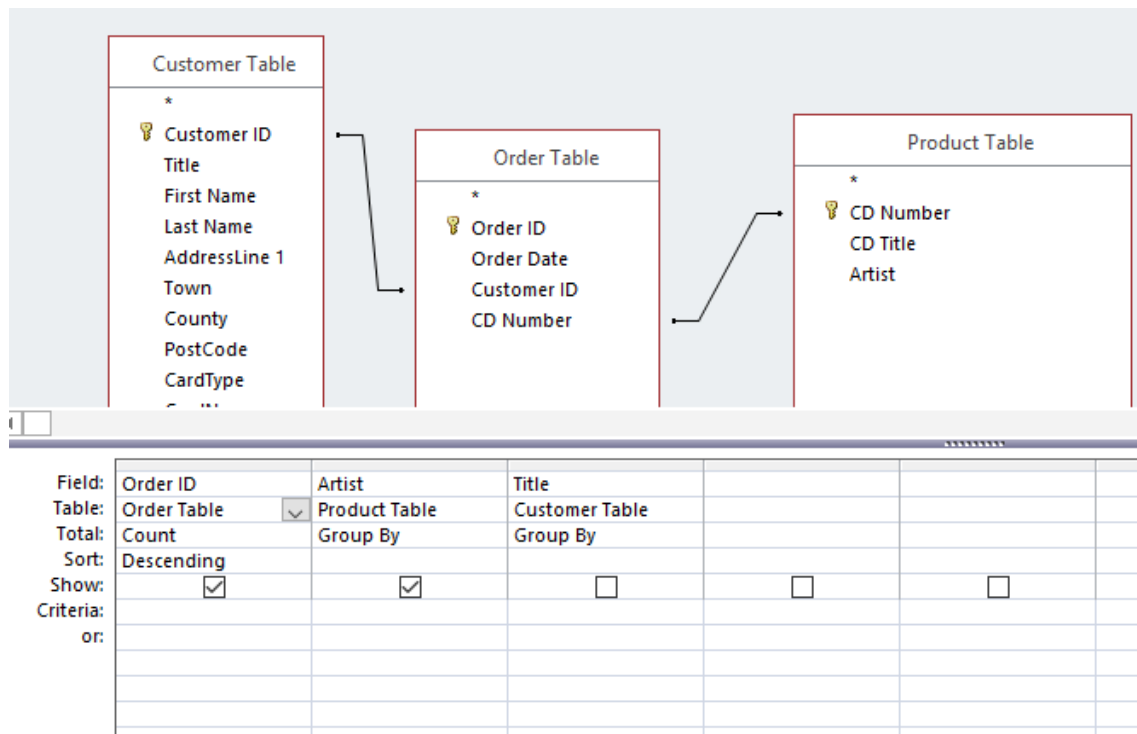 Customer Table
*
Customer ID
Title
First Name
Last Name
AddressLine 1
Town
County
PostCode
CardType
Order Table
*
Order ID
Order Date
Customer ID
CD Number
Product Table
*
CD Number
CD Title
Artist
Field: Order ID Artist Title
Table: Order Table Product Table Customer Table
Total: Count Group By Group By
Sort: Descending
Show:
Criteria:
or: